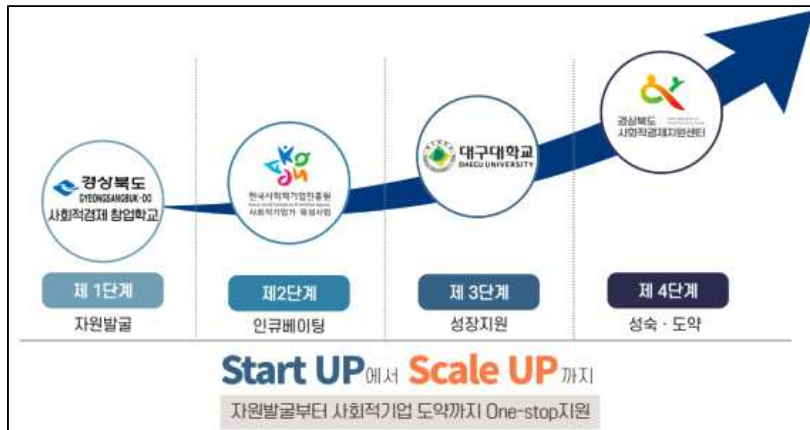 경상북도
GYEONGSANGBUK-DO
사회적경제 창업학교
한국사회적기업진흥원
사회적기업가 육성사업
대구대학교
DAEGU UNIVERSITY
경상북도
사회적경제지원센터
제 1단계
자원발굴
제2단계
인큐베이팅
제 3단계
성장지원
제 4단계
성숙 · 도약
Start UP에서 Scale UP까지
자원발굴부터 사회적기업 도약까지 One-stop지원